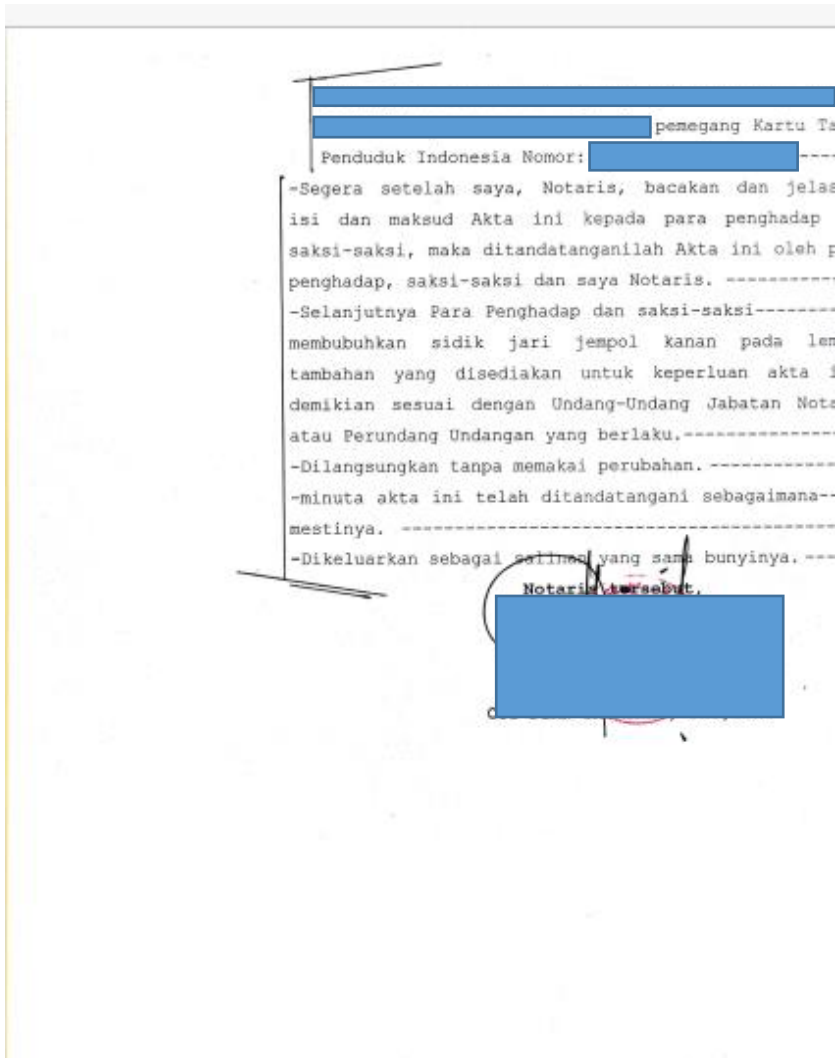 pemegang Kartu Ta
Penduduk Indonesia Nomor: ----
-Segera setelah saya, Notaris, bacakan dan jelas
isi dan maksud Akta ini kepada para penghadap
saksi-saksi, maka ditandatanganilah Akta ini oleh p
penghadap, saksi-saksi dan saya Notaris. ----------
-Selanjutnya Para Penghadap dan saksi-saksi--------
membubuhkan sidik jari jempol kanan pada lem
tambahan yang disediakan untuk keperluan akta i
demikian sesuai dengan Undang-Undang Jabatan Nota
atau Perundang Undangan yang berlaku.--------------
-Dilangsungkan tanpa memakai perubahan. -----------
-minuta akta ini telah ditandatangani sebagaimana--
mestinya. -----------------------------------------
-Dikeluarkan sebagai salinan yang sama bunyinya. ----
Notaris tersebut,